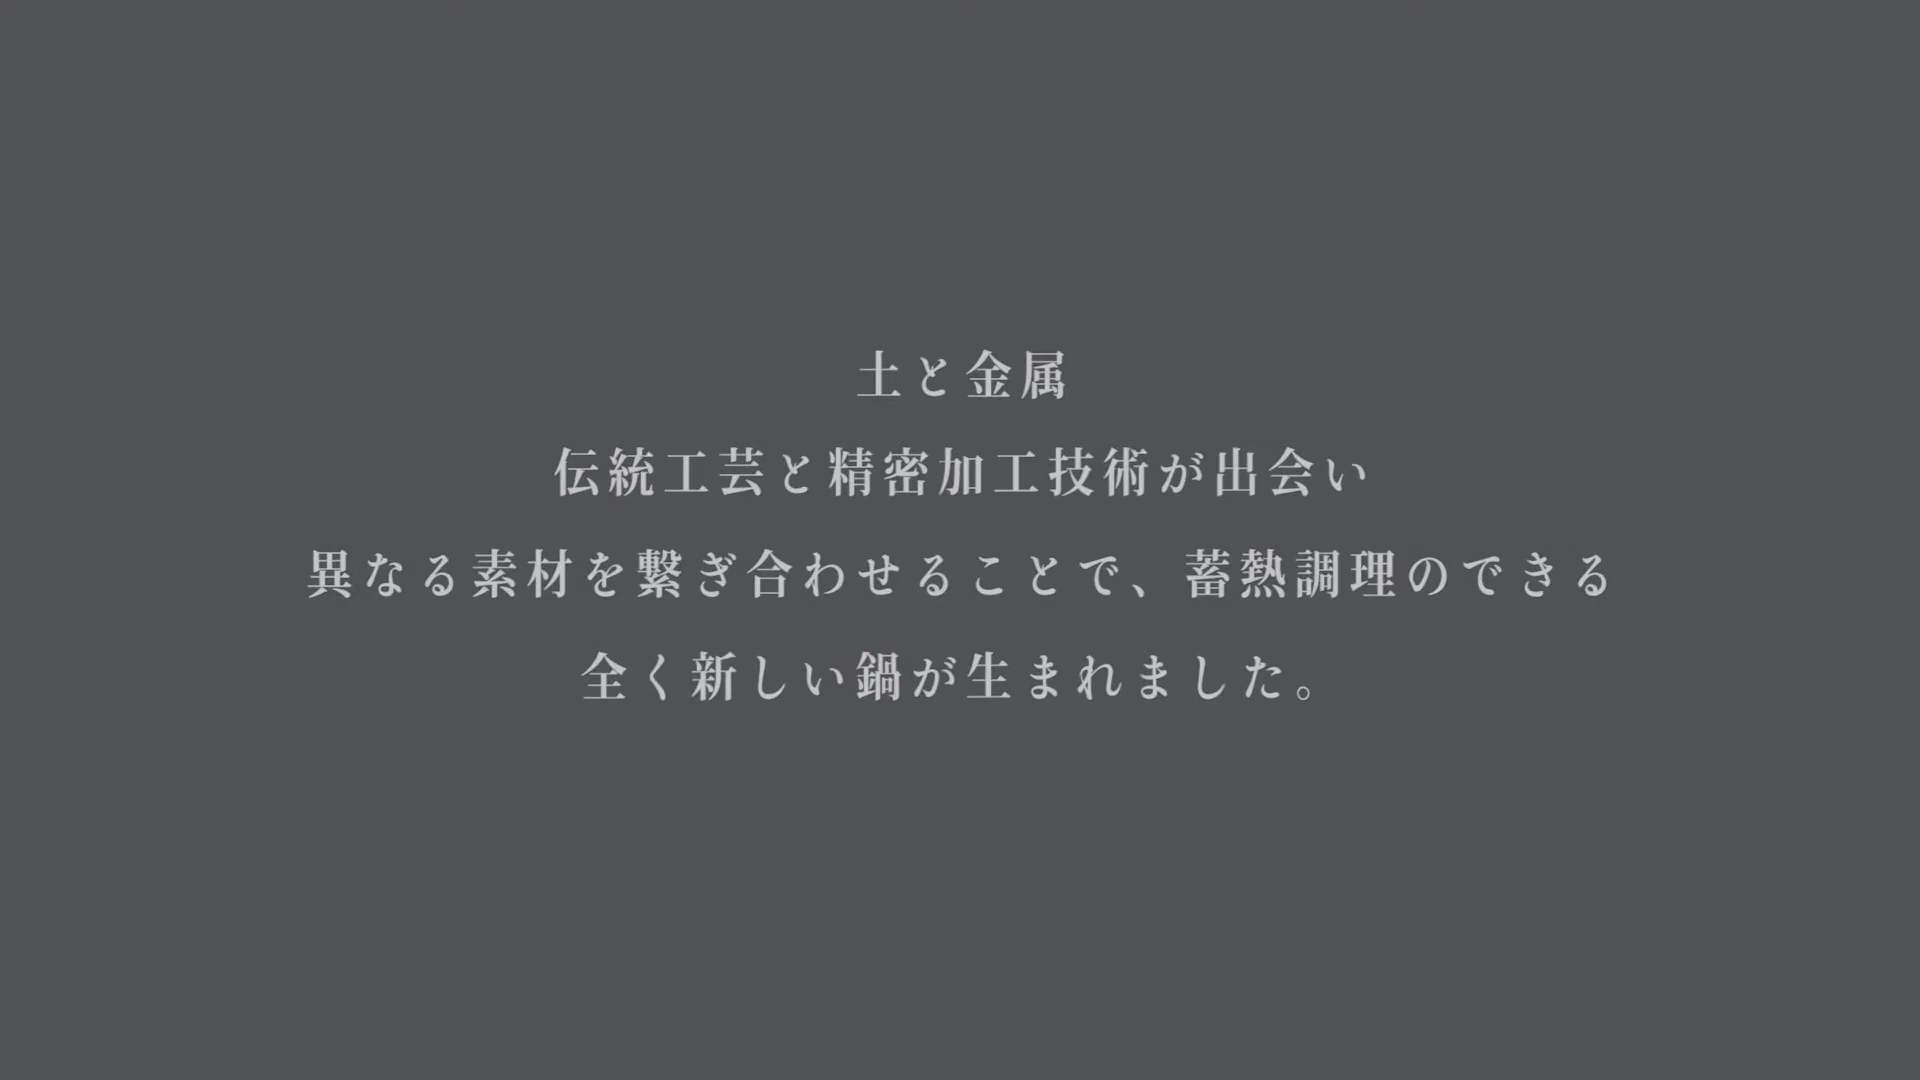 土と金属
伝統工芸と精密加工技術が出会い
異なる素材を繋ぎ合わせることで、蓄熱調理のできる
全く新しい鍋が生まれました。